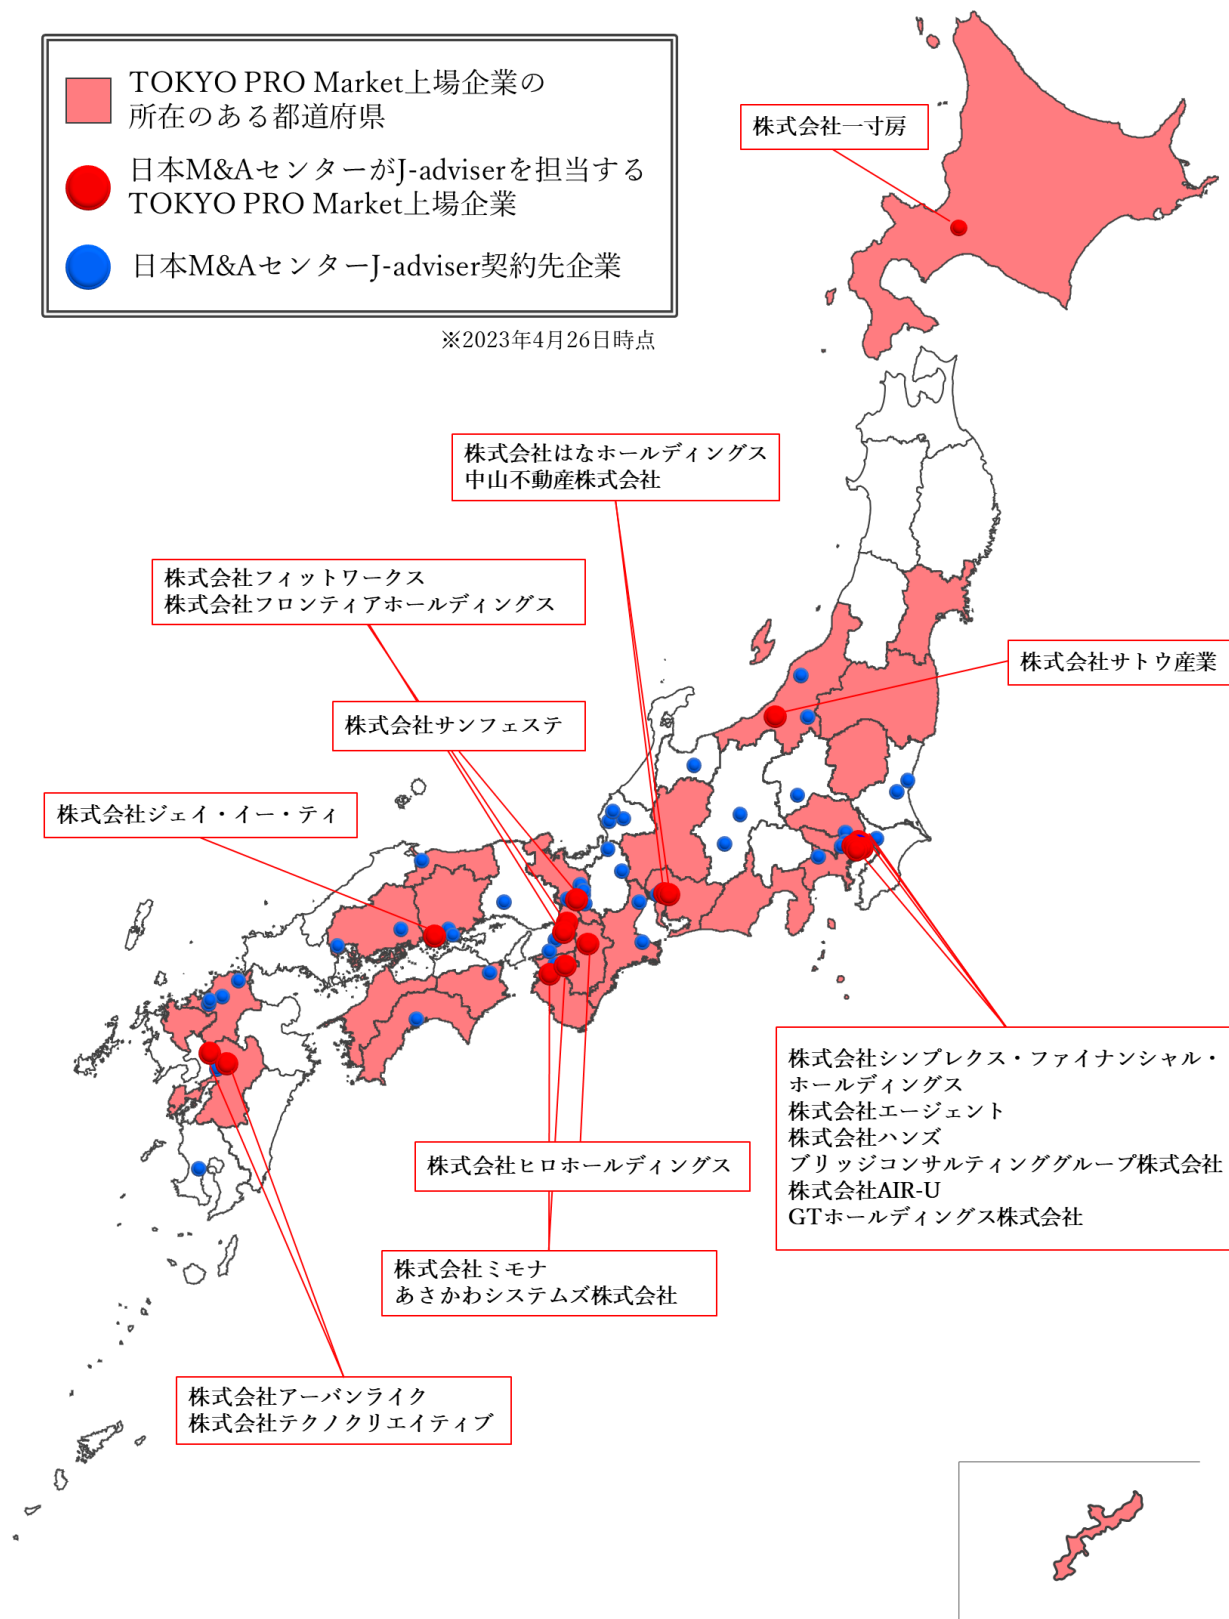 TOKYO PRO Market上場企業の
所在のある都道府県
日本M&AセンターがJ-adviserを担当する
TOKYO PRO Market上場企業
日本M&AセンターJ-adviser契約先企業
※2023年4月26日時点
株式会社一寸房
株式会社はなホールディングス
中山不動産株式会社
株式会社フィットワークス
株式会社フロンティアホールディングス
株式会社サトウ産業
株式会社サンフェステ
株式会社ジェイ・イー・ティ
株式会社シンプレクス・ファイナンシャル・
ホールディングス
株式会社エージェント
株式会社ハンズ
ブリッジコンサルティンググループ株式会社
株式会社AIR-U
GTホールディングス株式会社
株式会社ヒロホールディングス
株式会社ミモナ
あさかわシステムズ株式会社
株式会社アーバンライク
株式会社テクノクリエイティブ